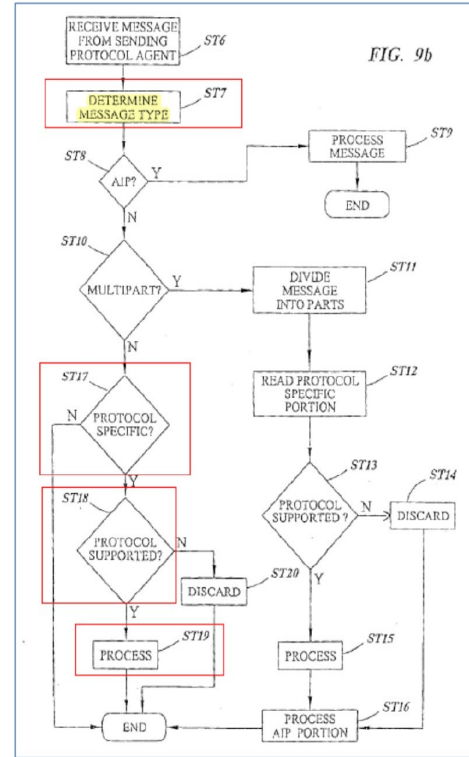 RECEIVE MESSAGE
FROM SENDING
PROTOCOL AGENT
ST6
FIG. 9b
DETERMINE
MESSAGE TYPE
ST7
ST8
AIP?
Y
N
PROCESS
MESSAGE
ST9
END
ST10
MULTIPART?
Y
N
DIVIDE
MESSAGE
INTO PARTS
ST11
READ PROTOCOL
SPECIFIC
PORTION
ST12
ST17
N
PROTOCOL
SPECIFIC?
Y
ST13
PROTOCOL
SUPPORTED ?
N
Y
ST14
DISCARD
ST18
PROTOCOL
SUPPORTED?
N
Y
ST20
DISCARD
ST19
PROCESS
ST15
PROCESS
ST16
PROCESS
AIP PORTION
END